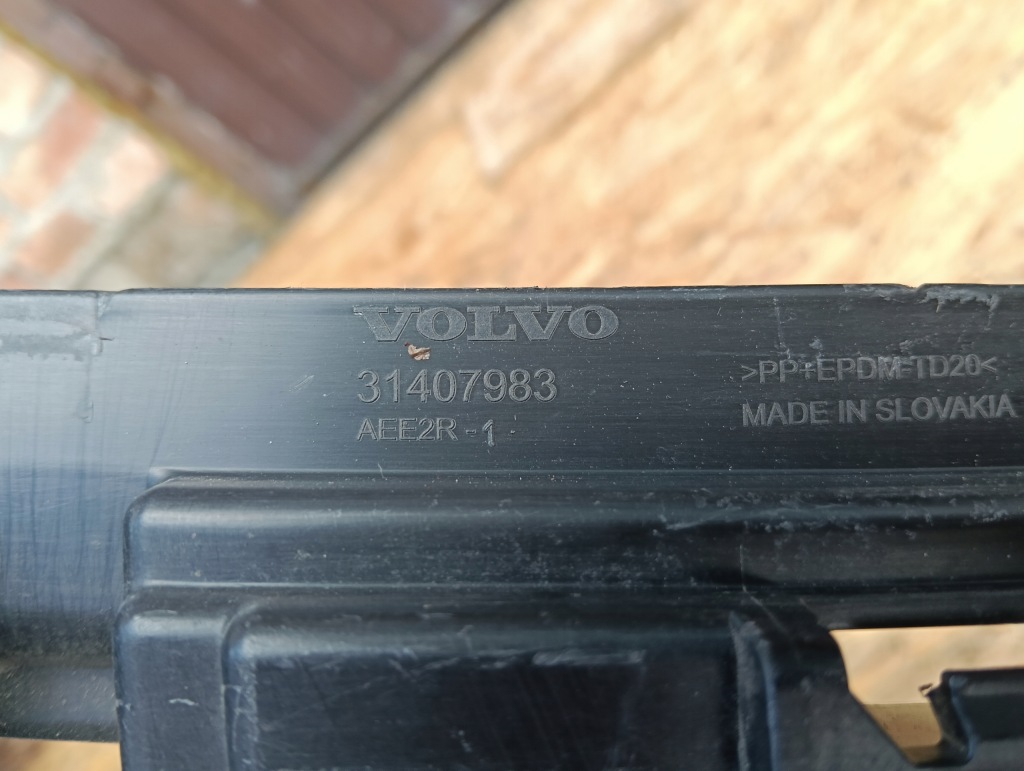 VOLVO
31407983
AEE2R -1
>PP+EPDM-TD20<
MADE IN SLOVAKIA